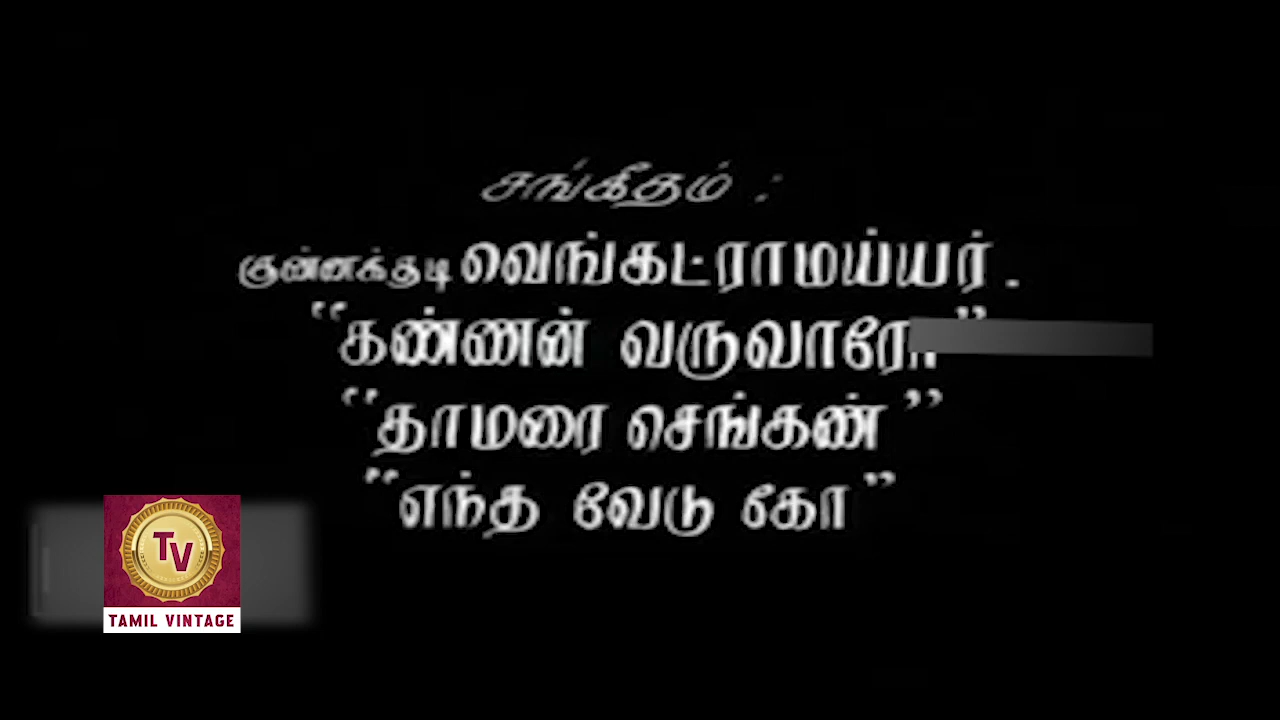 சங்கீதம் :
குன்னக்குடி வெங்கட்ராமய்யர் .
"கண்ணன் வருவாரோ"
"தாமரை செங்கண்"
"எந்த வேடு கோ"
TV
TAMIL VINTAGE